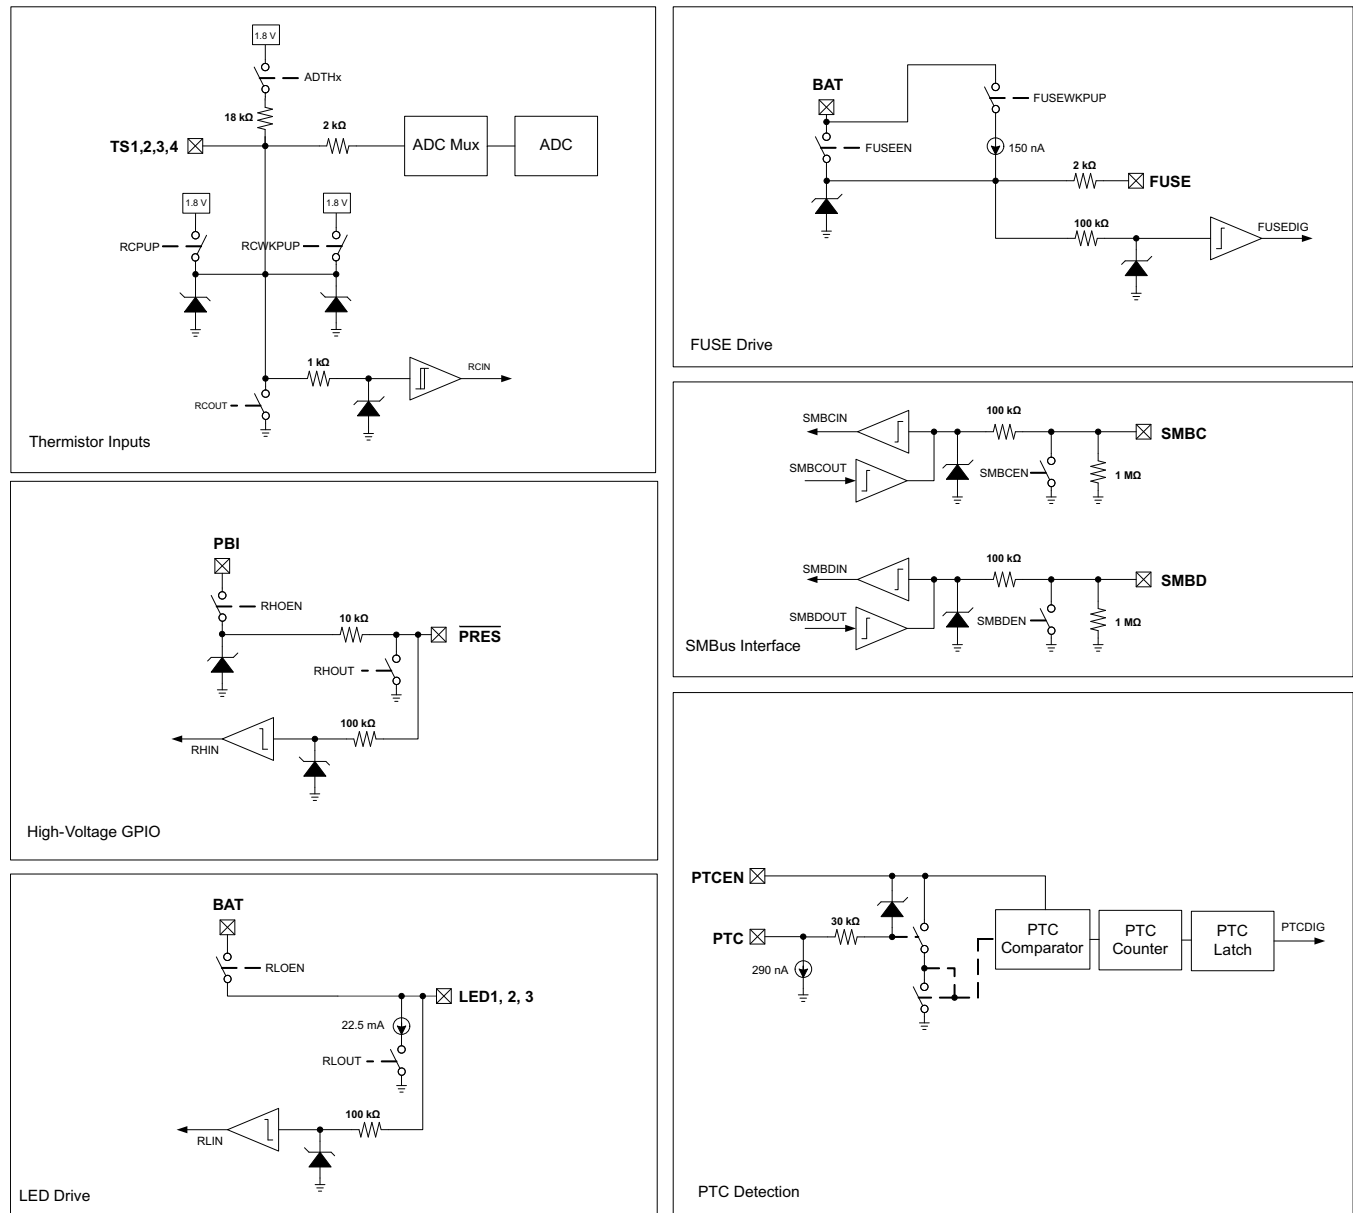 1.8 V
ADTHx
18 kΩ
2 kΩ
TS1,2,3,4
ADC Mux
ADC
1.8 V
1.8 V
RCPUP
RCWKPUP
1 kΩ
RCIN
RCOUT
Thermistor Inputs
BAT
FUSEWKPUP
FUSEEN
150 nA
2 kΩ
FUSE
100 kΩ
FUSEDIG
FUSE Drive
SMBCIN
100 kΩ
SMBC
SMBCOUT
SMBCEN
1 MΩ
SMBDIN
100 kΩ
SMBD
SMBDOUT
SMBDEN
1 MΩ
SMBus Interface
PBI
RHOEN
10 kΩ
PRES
RHOUT
100 kΩ
RHIN
High-Voltage GPIO
BAT
RLOEN
LED1, 2, 3
22.5 mA
RLOUT
100 kΩ
RLIN
LED Drive
PTCEN
30 kΩ
PTC
290 nA
PTC
Comparator
PTC
Counter
PTC
Latch
PTCDIG
PTC Detection